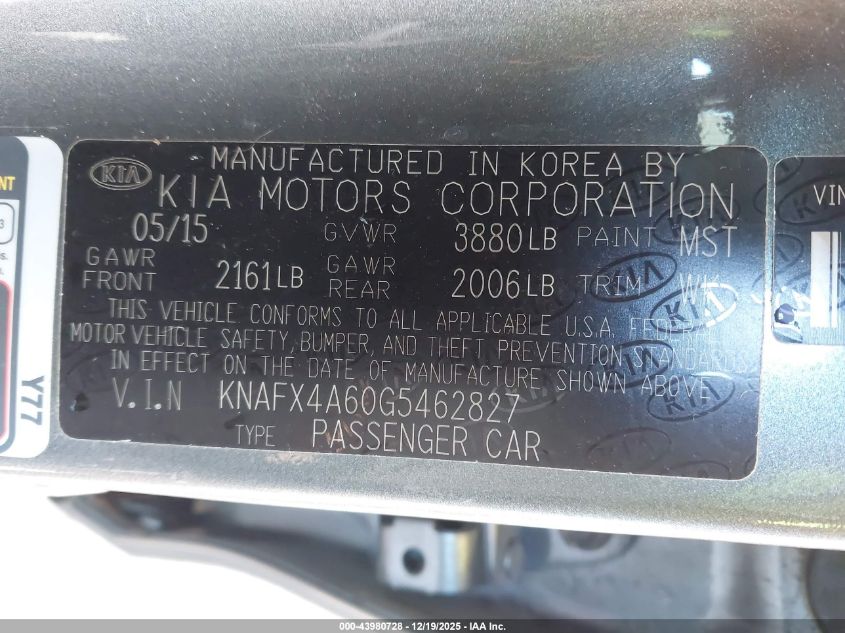 MANUFACTURED IN KOREA BY
KIA KIA MOTORS CORPORATION
05/15 GVWR 3880LB PAINT MST
GAWR FRONT 2161LB GAWR REAR 2006LB TRIM WK
THIS VEHICLE CONFORMS TO ALL APPLICABLE U.S.A. FEDERAL
MOTOR VEHICLE SAFETY, BUMPER, AND THEFT PREVENTION STANDARDS
IN EFFECT ON THE DATE OF MANUFACTURE SHOWN ABOVE.
V.I.N KNAFX4A60G5462827
TYPE PASSENGER CAR
Y77
VIN
000-43980728 - 12/19/2025 - IAA Inc.